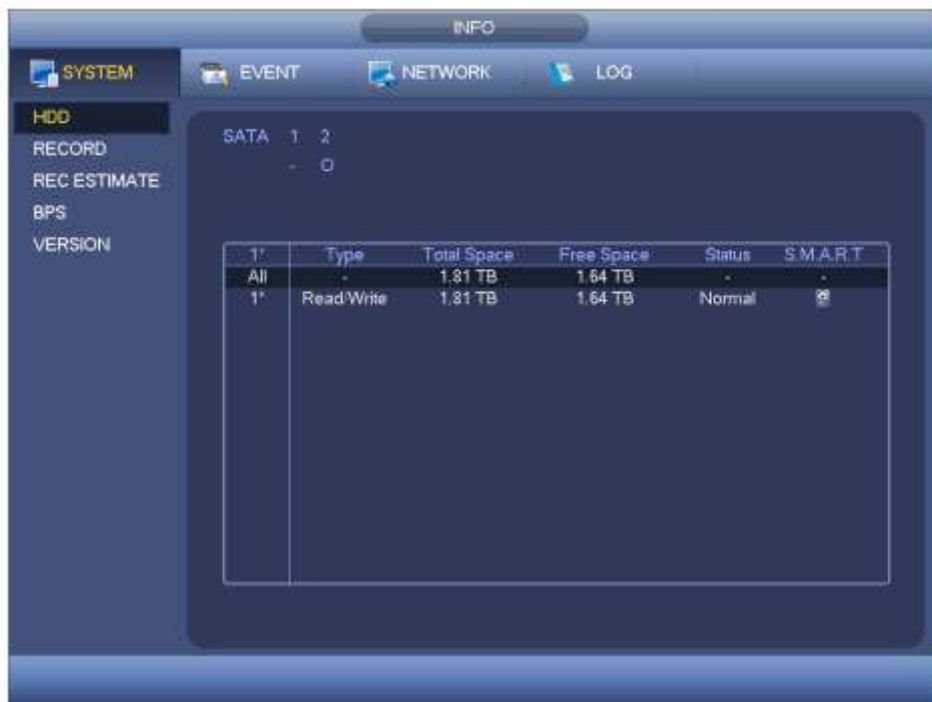 INFO
SYSTEM EVENT NETWORK LOG
HDD
RECORD
REC ESTIMATE
BPS
VERSION
SATA 1 2
- O
1* Type Total Space Free Space Status S.M.A.R.T
All - 1.81 TB 1.64 TB - -
1* Read/Write 1.81 TB 1.64 TB Normal